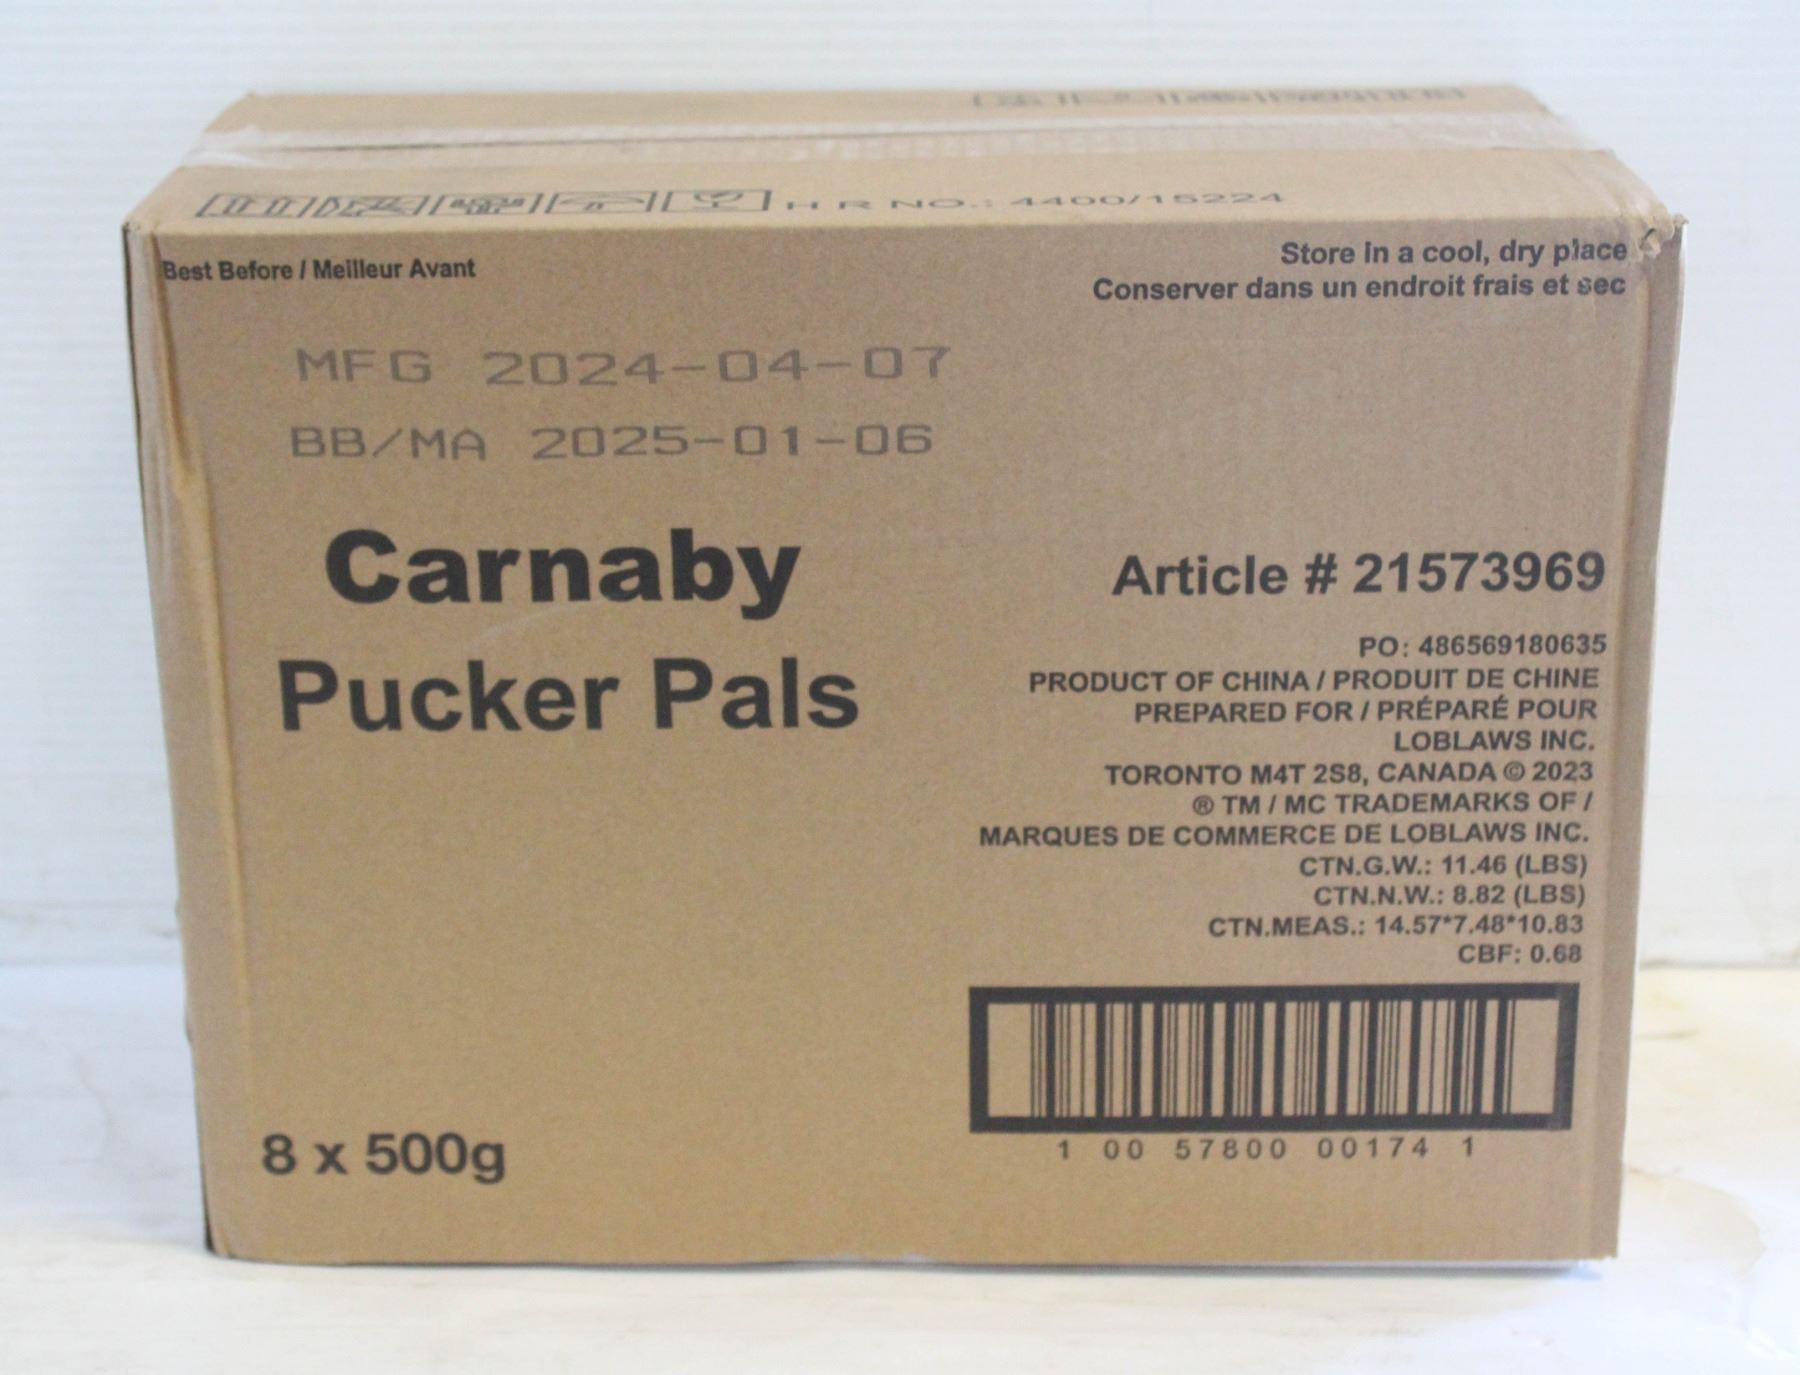 H R NO.: 4400/15224
Best Before / Meilleur Avant
Store in a cool, dry place
Conserver dans un endroit frais et sec
MFG 2024-04-07
BB/MA 2025-01-06
Carnaby
Pucker Pals
8 x 500g
Article # 21573969
PO: 486569180635
PRODUCT OF CHINA / PRODUIT DE CHINE
PREPARED FOR / PRÉPARÉ POUR
LOBLAWS INC.
TORONTO M4T 2S8, CANADA © 2023
® TM / MC TRADEMARKS OF /
MARQUES DE COMMERCE DE LOBLAWS INC.
CTN.G.W.: 11.46 (LBS)
CTN.N.W.: 8.82 (LBS)
CTN.MEAS.: 14.57*7.48*10.83
CBF: 0.68
1 00 57800 00174 1